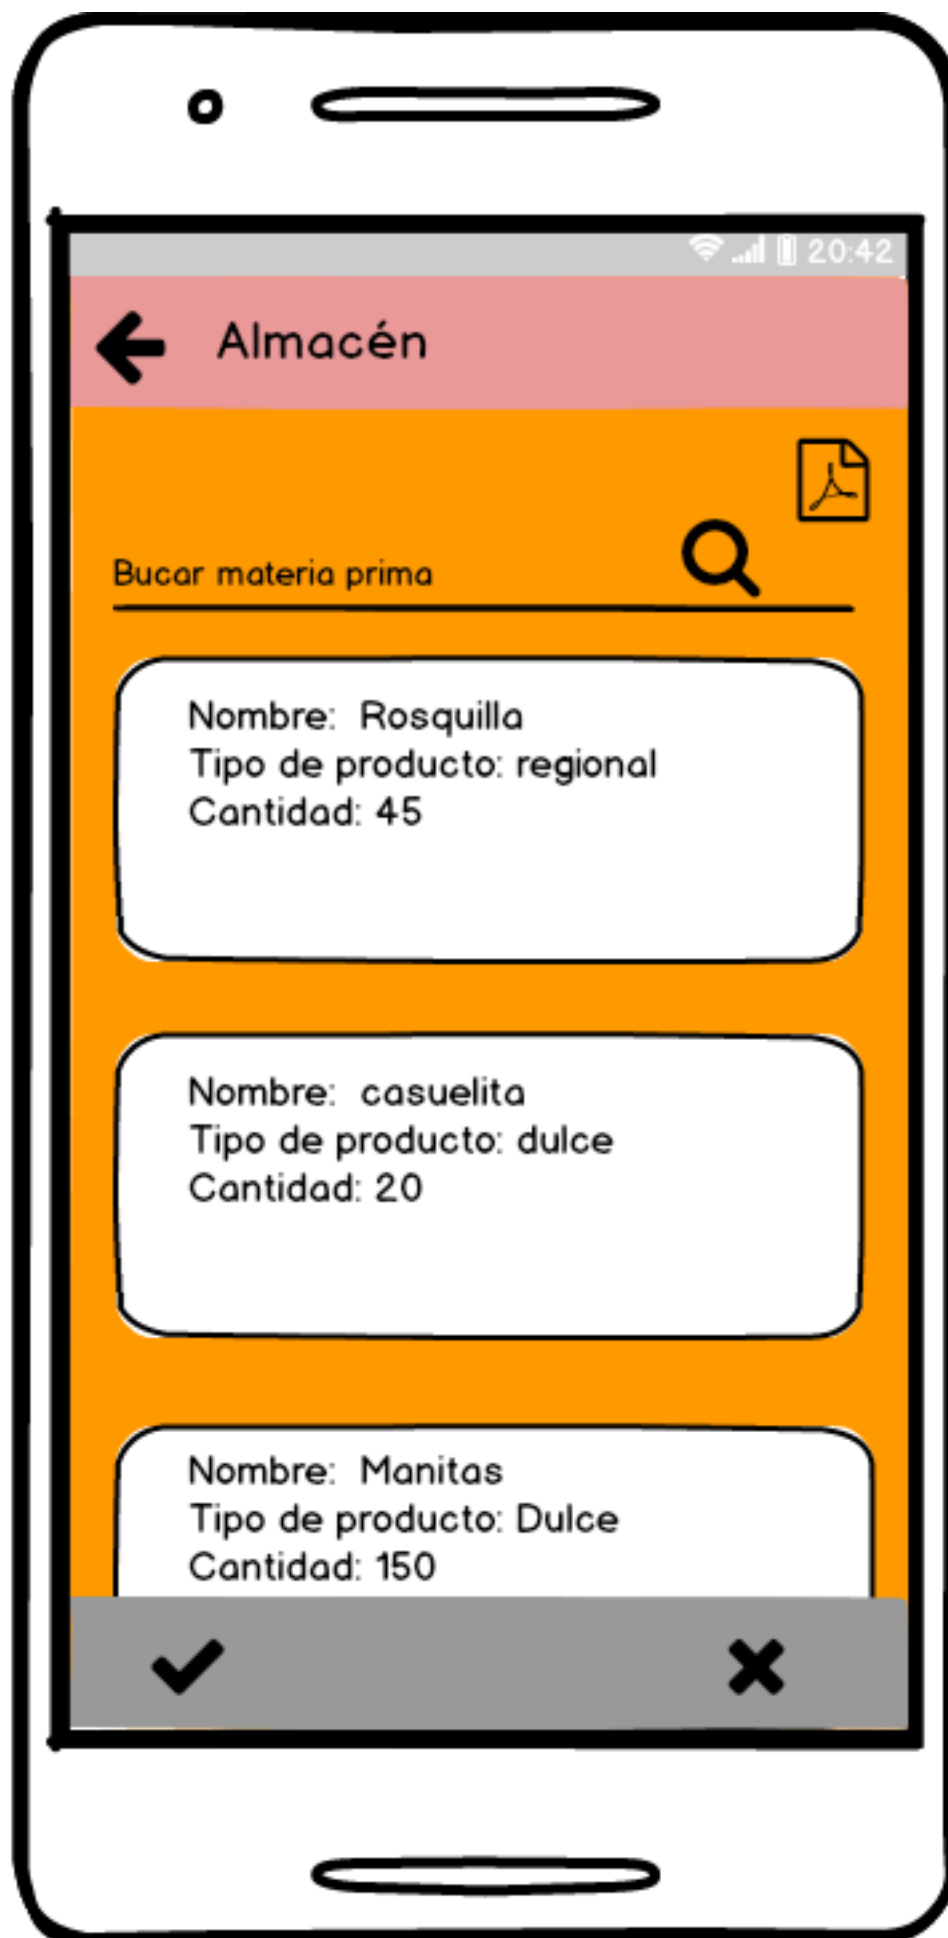 20:42
Almacén
Bucar materia prima
Nombre: Rosquilla
Tipo de producto: regional
Cantidad: 45
Nombre: casuelita
Tipo de producto: dulce
Cantidad: 20
Nombre: Manitas
Tipo de producto: Dulce
Cantidad: 150